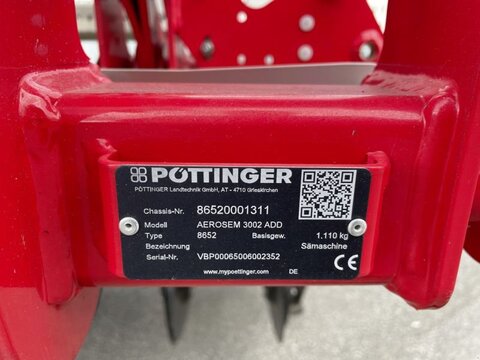 PÖTTINGER
PÖTTINGER Landtechnik GmbH, AT - 4710 Grieskirchen
Chassis-Nr. 86520001311
Modell AEROSEM 3002 ADD
Type 8652 Basisgew. 1.110 kg
Bezeichnung Sämaschine
Serial-Nr. VBP00065006002352
www.mypoettinger.com DE CE